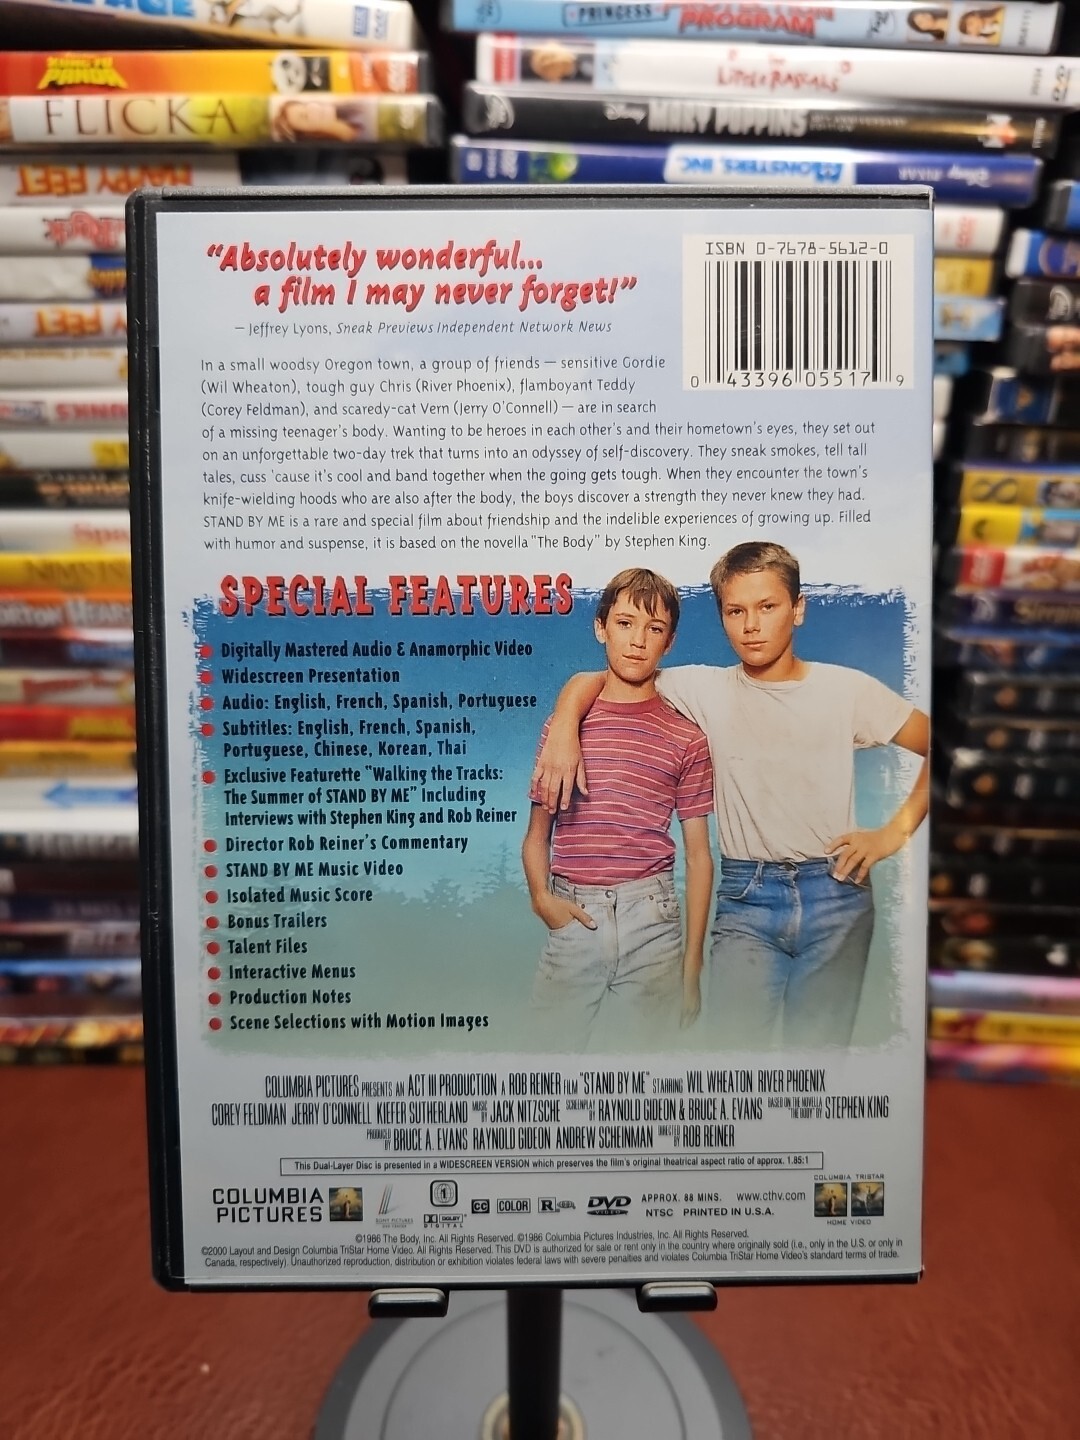 PRINCESS PROTECTION PROGRAM
KUNG FU PANDA
The Little Rascals
FLICKA
Disney MARY POPPINS
MONSTERS, INC.
Disney PIXAR
HAPPY FEET
"Absolutely wonderful...
a film I may never forget!"
– Jeffrey Lyons, Sneak Previews Independent Network News
ISBN 0-7678-5612-0
0 43396 05517 9
In a small woodsy Oregon town, a group of friends — sensitive Gordie
(Wil Wheaton), tough guy Chris (River Phoenix), flamboyant Teddy
(Corey Feldman), and scaredy-cat Vern (Jerry O'Connell) — are in search
of a missing teenager's body. Wanting to be heroes in each other's and their hometown's eyes, they set out
on an unforgettable two-day trek that turns into an odyssey of self-discovery. They sneak smokes, tell tall
tales, cuss 'cause it's cool and band together when the going gets tough. When they encounter the town's
knife-wielding hoods who are also after the body, the boys discover a strength they never knew they had.
STAND BY ME is a rare and special film about friendship and the indelible experiences of growing up. Filled
with humor and suspense, it is based on the novella "The Body" by Stephen King.
SPECIAL FEATURES
Digitally Mastered Audio & Anamorphic Video
Widescreen Presentation
Audio: English, French, Spanish, Portuguese
Subtitles: English, French, Spanish,
Portuguese, Chinese, Korean, Thai
Exclusive Featurette "Walking the Tracks:
The Summer of STAND BY ME" Including
Interviews with Stephen King and Rob Reiner
Director Rob Reiner's Commentary
STAND BY ME Music Video
Isolated Music Score
Bonus Trailers
Talent Files
Interactive Menus
Production Notes
Scene Selections with Motion Images
COLUMBIA PICTURES PRESENTS AN ACT III PRODUCTION A ROB REINER FILM "STAND BY ME" STARRING WIL WHEATON RIVER PHOENIX
COREY FELDMAN JERRY O'CONNELL KIEFER SUTHERLAND MUSIC BY JACK NITZSCHE SCREENPLAY BY RAYNOLD GIDEON & BRUCE A. EVANS BASED ON THE NOVELLA "THE BODY" BY STEPHEN KING
PRODUCED BY BRUCE A. EVANS RAYNOLD GIDEON ANDREW SCHEINMAN DIRECTED BY ROB REINER
This Dual-Layer Disc is presented in a WIDESCREEN VERSION which preserves the film's original theatrical aspect ratio of approx. 1.85:1
COLUMBIA TRISTAR
COLUMBIA PICTURES 1 CC COLOR R DVD VIDEO APPROX. 88 MINS. www.cthv.com
DOLBY DIGITAL NTSC PRINTED IN U.S.A.
HOME VIDEO
©1986 The Body, Inc. All Rights Reserved. ©1986 Columbia Pictures Industries, Inc. All Rights Reserved.
©2000 Layout and Design Columbia TriStar Home Video. All Rights Reserved. This DVD is authorized for sale or rent only in the country where originally sold (i.e., only in the U.S. or only in
Canada, respectively). Unauthorized reproduction, distribution or exhibition violates federal laws with severe penalties and violates Columbia TriStar Home Video's standard terms of trade.